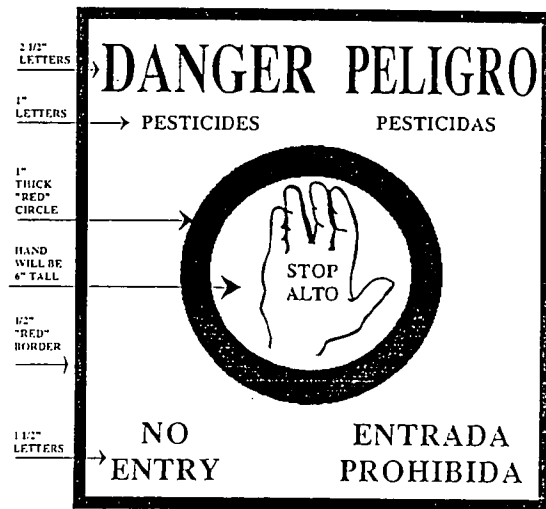 2 1/2"
LETTERS
DANGER PELIGRO
1"
LETTERS
PESTICIDES PESTICIDAS
1"
THICK
"RED"
CIRCLE
HAND
WILL BE
6" TALL
STOP
ALTO
1/2"
"RED"
BORDER
1 1/2"
LETTERS
NO
ENTRY
ENTRADA
PROHIBIDA